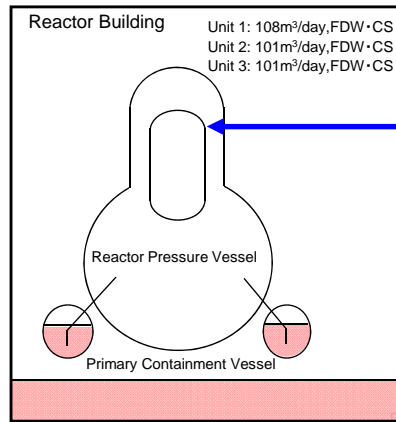 Reactor Building
Unit 1: 108m³/day,FDW・CS
Unit 2: 101m³/day,FDW・CS
Unit 3: 101m³/day,FDW・CS
Reactor Pressure Vessel
Primary Containment Vessel